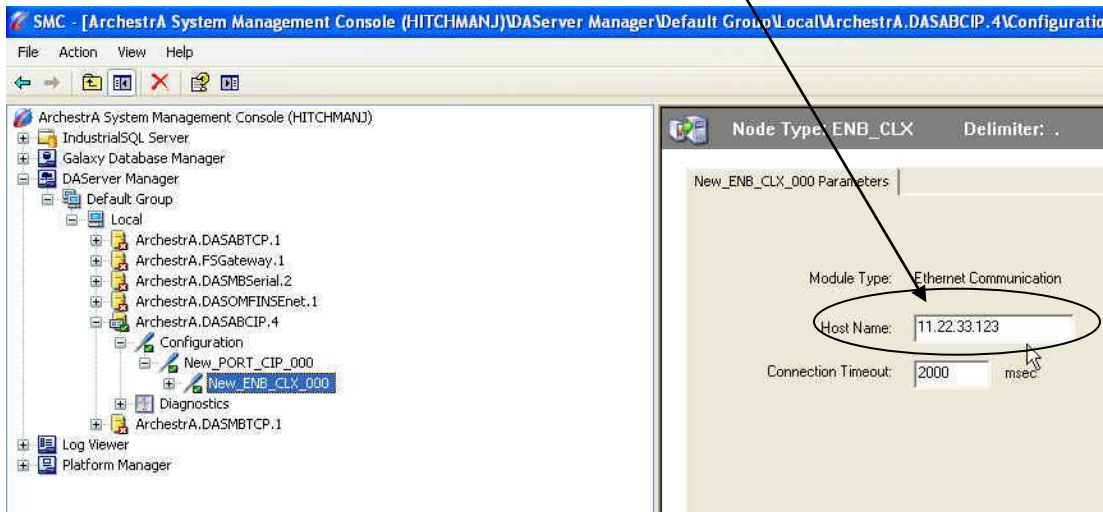 SMC - [ArchestrA System Management Console (HITCHMANJ)\DAServer Manager\Default Group\Local\ArchestrA.DASABCIP.4\Configuratio
File Action View Help
ArchestrA System Management Console (HITCHMANJ)
IndustrialSQL Server
Galaxy Database Manager
DAServer Manager
Default Group
Local
ArchestrA.DASABTCP.1
ArchestrA.FSGateway.1
ArchestrA.DASMBSerial.2
ArchestrA.DASOMFINSEnet.1
ArchestrA.DASABCIP.4
Configuration
New_PORT_CIP_000
New_ENB_CLX_000
Diagnostics
ArchestrA.DASMBTCP.1
Log Viewer
Platform Manager
Node Type: ENB_CLX Delimiter: .
New_ENB_CLX_000 Parameters
Module Type: Ethernet Communication
Host Name: 11.22.33.123
Connection Timeout: 2000 msec